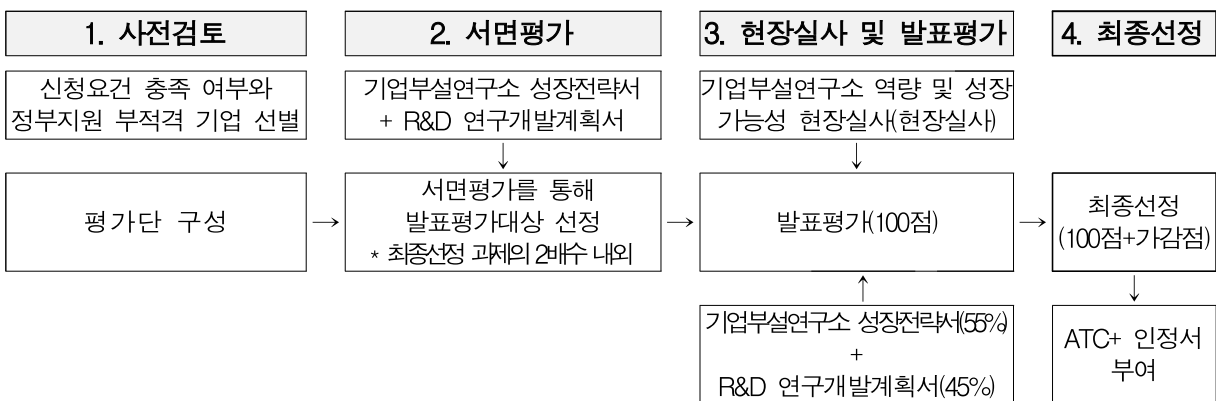 1. 사전검토
2. 서면평가
3. 현장실사 및 발표평가
4. 최종선정
신청요건 충족 여부와
정부지원 부적격 기업 선별
기업부설연구소 성장전략서
+ R&D 연구개발계획서
기업부설연구소 역량 및 성장
가능성 현장실사(현장실사)
평가단 구성
서면평가를 통해
발표평가대상 선정
* 최종선정 과제의 2배수 내외
발표평가(100점)
최종선정
(100점+가감점)
기업부설연구소 성장전략서(55%)
+
R&D 연구개발계획서(45%)
ATC+ 인정서
부여